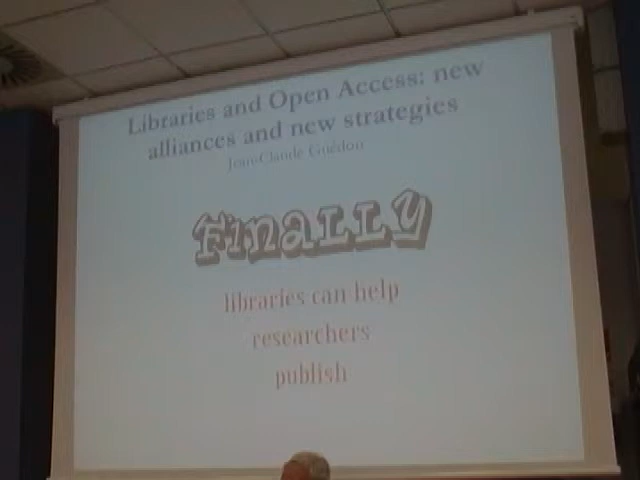 Libraries and Open Access: new
alliances and new strategies
Jean-Claude Guédon
FinaLLy
libraries can help
researchers
publish